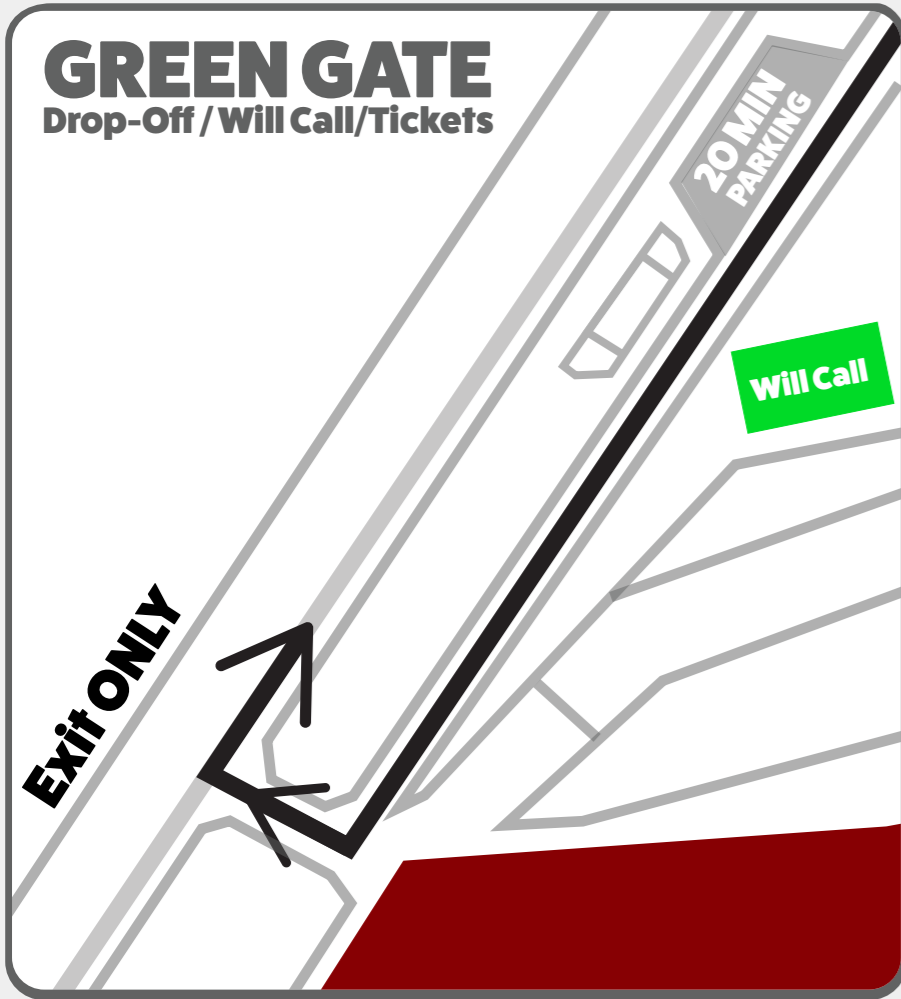 GREEN GATE
Drop-Off / Will Call/Tickets
20 MIN
PARKING
Will Call
Exit ONLY